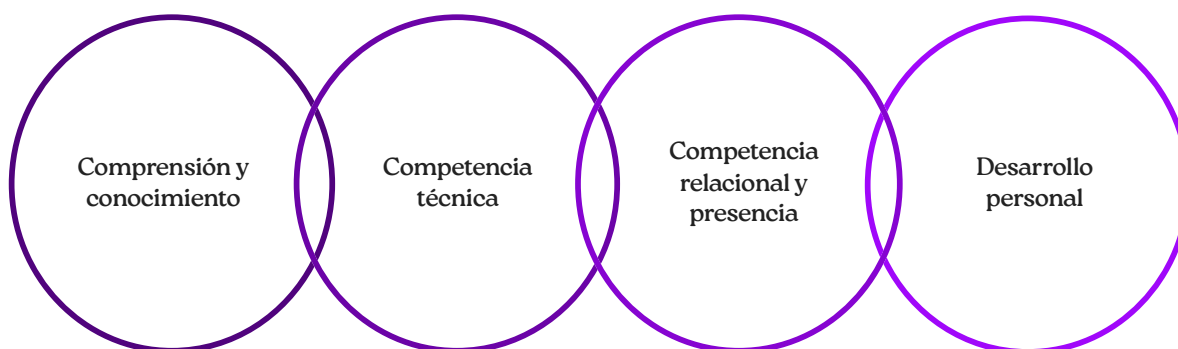 Comprensión y
conocimiento
Competencia
técnica
Competencia
relacional y
presencia
Desarrollo
personal